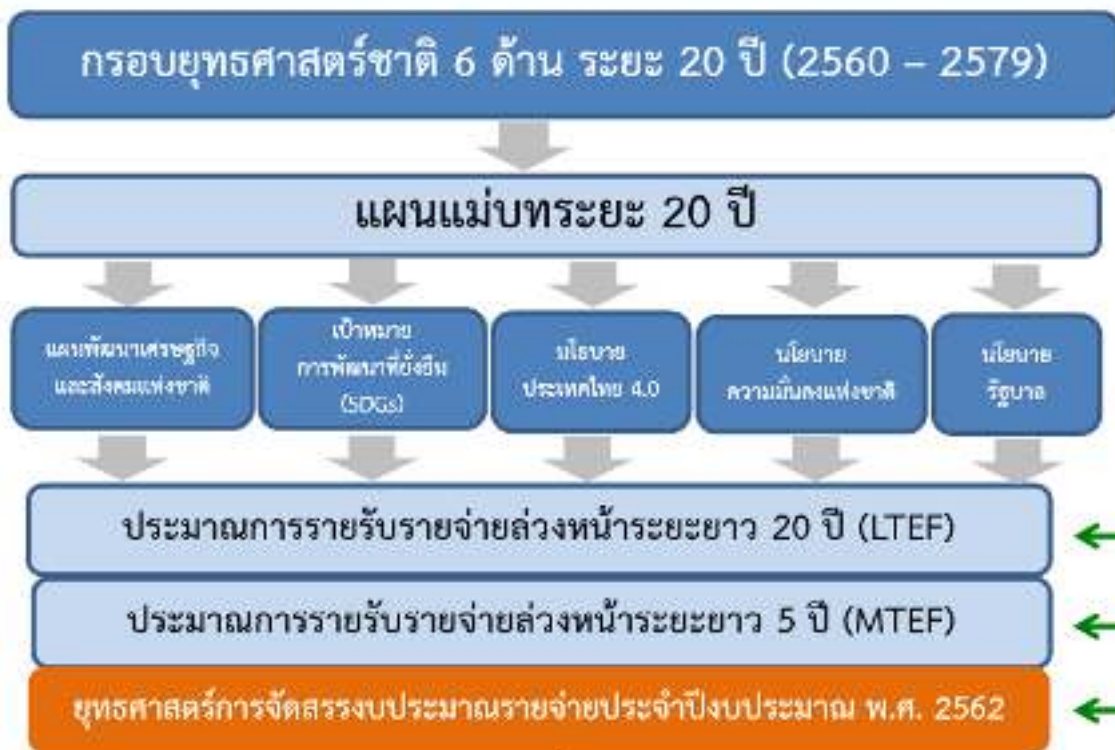 กรอบยุทธศาสตร์ชาติ 6 ด้าน ระยะ 20 ปี (2560 – 2579)
แผนแม่บทระยะ 20 ปี
แผนพัฒนาเศรษฐกิจ
และสังคมแห่งชาติ
เป้าหมาย
การพัฒนาที่ยั่งยืน
(SDGs)
นโยบาย
ประเทศไทย 4.0
นโยบาย
ความมั่นคงแห่งชาติ
นโยบาย
รัฐบาล
ประมาณการรายรับรายจ่ายล่วงหน้าระยะยาว 20 ปี (LTEF)
ประมาณการรายรับรายจ่ายล่วงหน้าระยะยาว 5 ปี (MTEF)
ยุทธศาสตร์การจัดสรรงบประมาณรายจ่ายประจำปีงบประมาณ พ.ศ. 2562